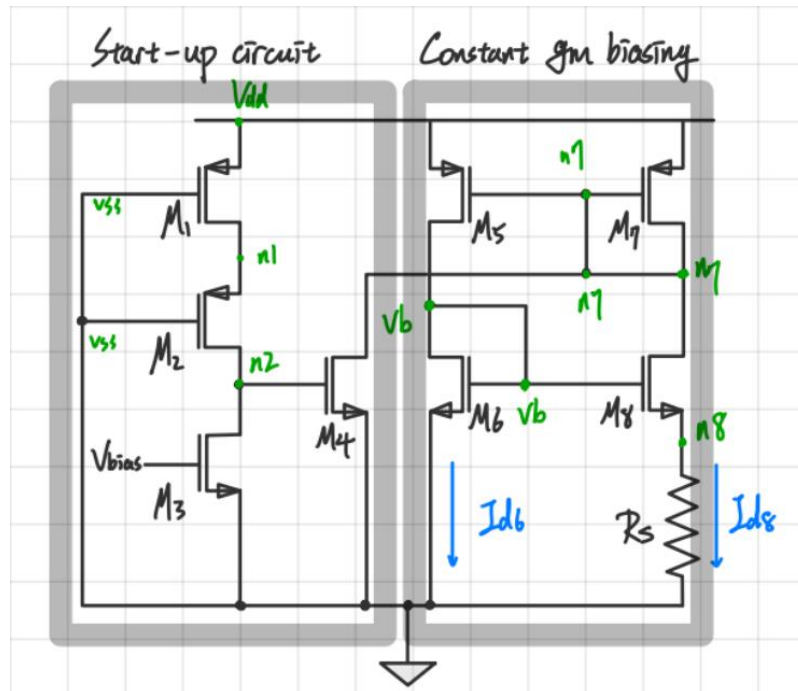 Start-up circuit
Constant gm biasing
Vdd
n7
vss
M1
M5
M7
n1
n7
n7
vb
vss
M2
n2
M4
M6
vb
M8
n8
Vbias
M3
Id6
Rs
Id8